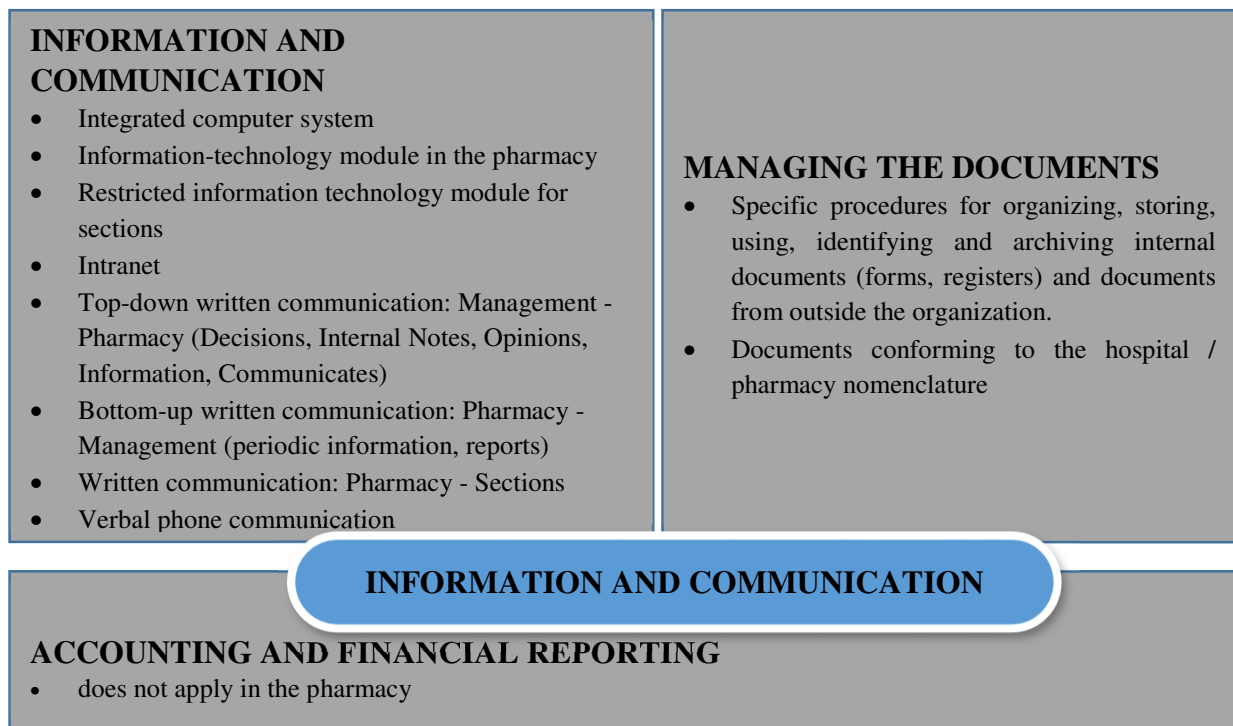 INFORMATION AND
COMMUNICATION
• Integrated computer system
• Information-technology module in the pharmacy
• Restricted information technology module for
sections
• Intranet
• Top-down written communication: Management -
Pharmacy (Decisions, Internal Notes, Opinions,
Information, Communicates)
• Bottom-up written communication: Pharmacy -
Management (periodic information, reports)
• Written communication: Pharmacy - Sections
• Verbal phone communication
MANAGING THE DOCUMENTS
• Specific procedures for organizing, storing,
using, identifying and archiving internal
documents (forms, registers) and documents
from outside the organization.
• Documents conforming to the hospital /
pharmacy nomenclature
INFORMATION AND COMMUNICATION
ACCOUNTING AND FINANCIAL REPORTING
• does not apply in the pharmacy